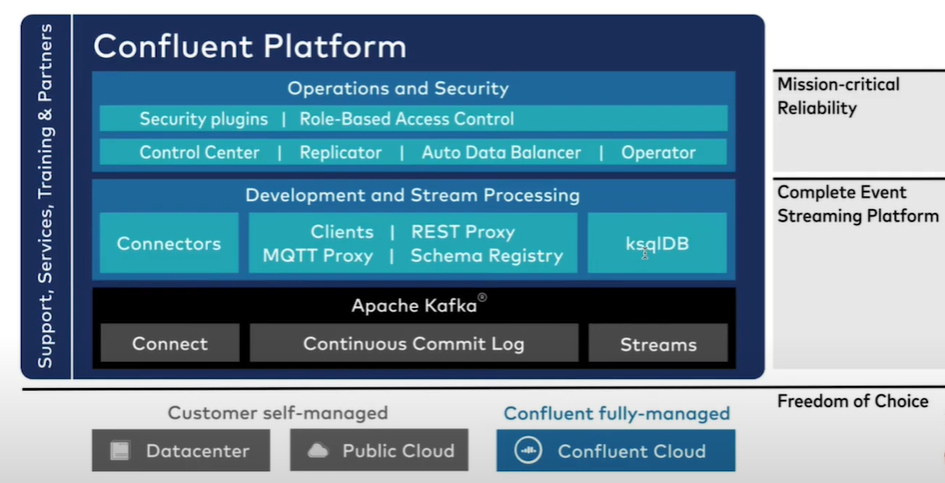 Support, Services, Training & Partners
Confluent Platform
Operations and Security
Security plugins | Role-Based Access Control
Control Center | Replicator | Auto Data Balancer | Operator
Development and Stream Processing
Connectors
Clients | REST Proxy
MQTT Proxy | Schema Registry
ksqlDB
Apache Kafka®
Connect
Continuous Commit Log
Streams
Mission-critical
Reliability
Complete Event
Streaming Platform
Freedom of Choice
Customer self-managed
Datacenter
Public Cloud
Confluent fully-managed
Confluent Cloud